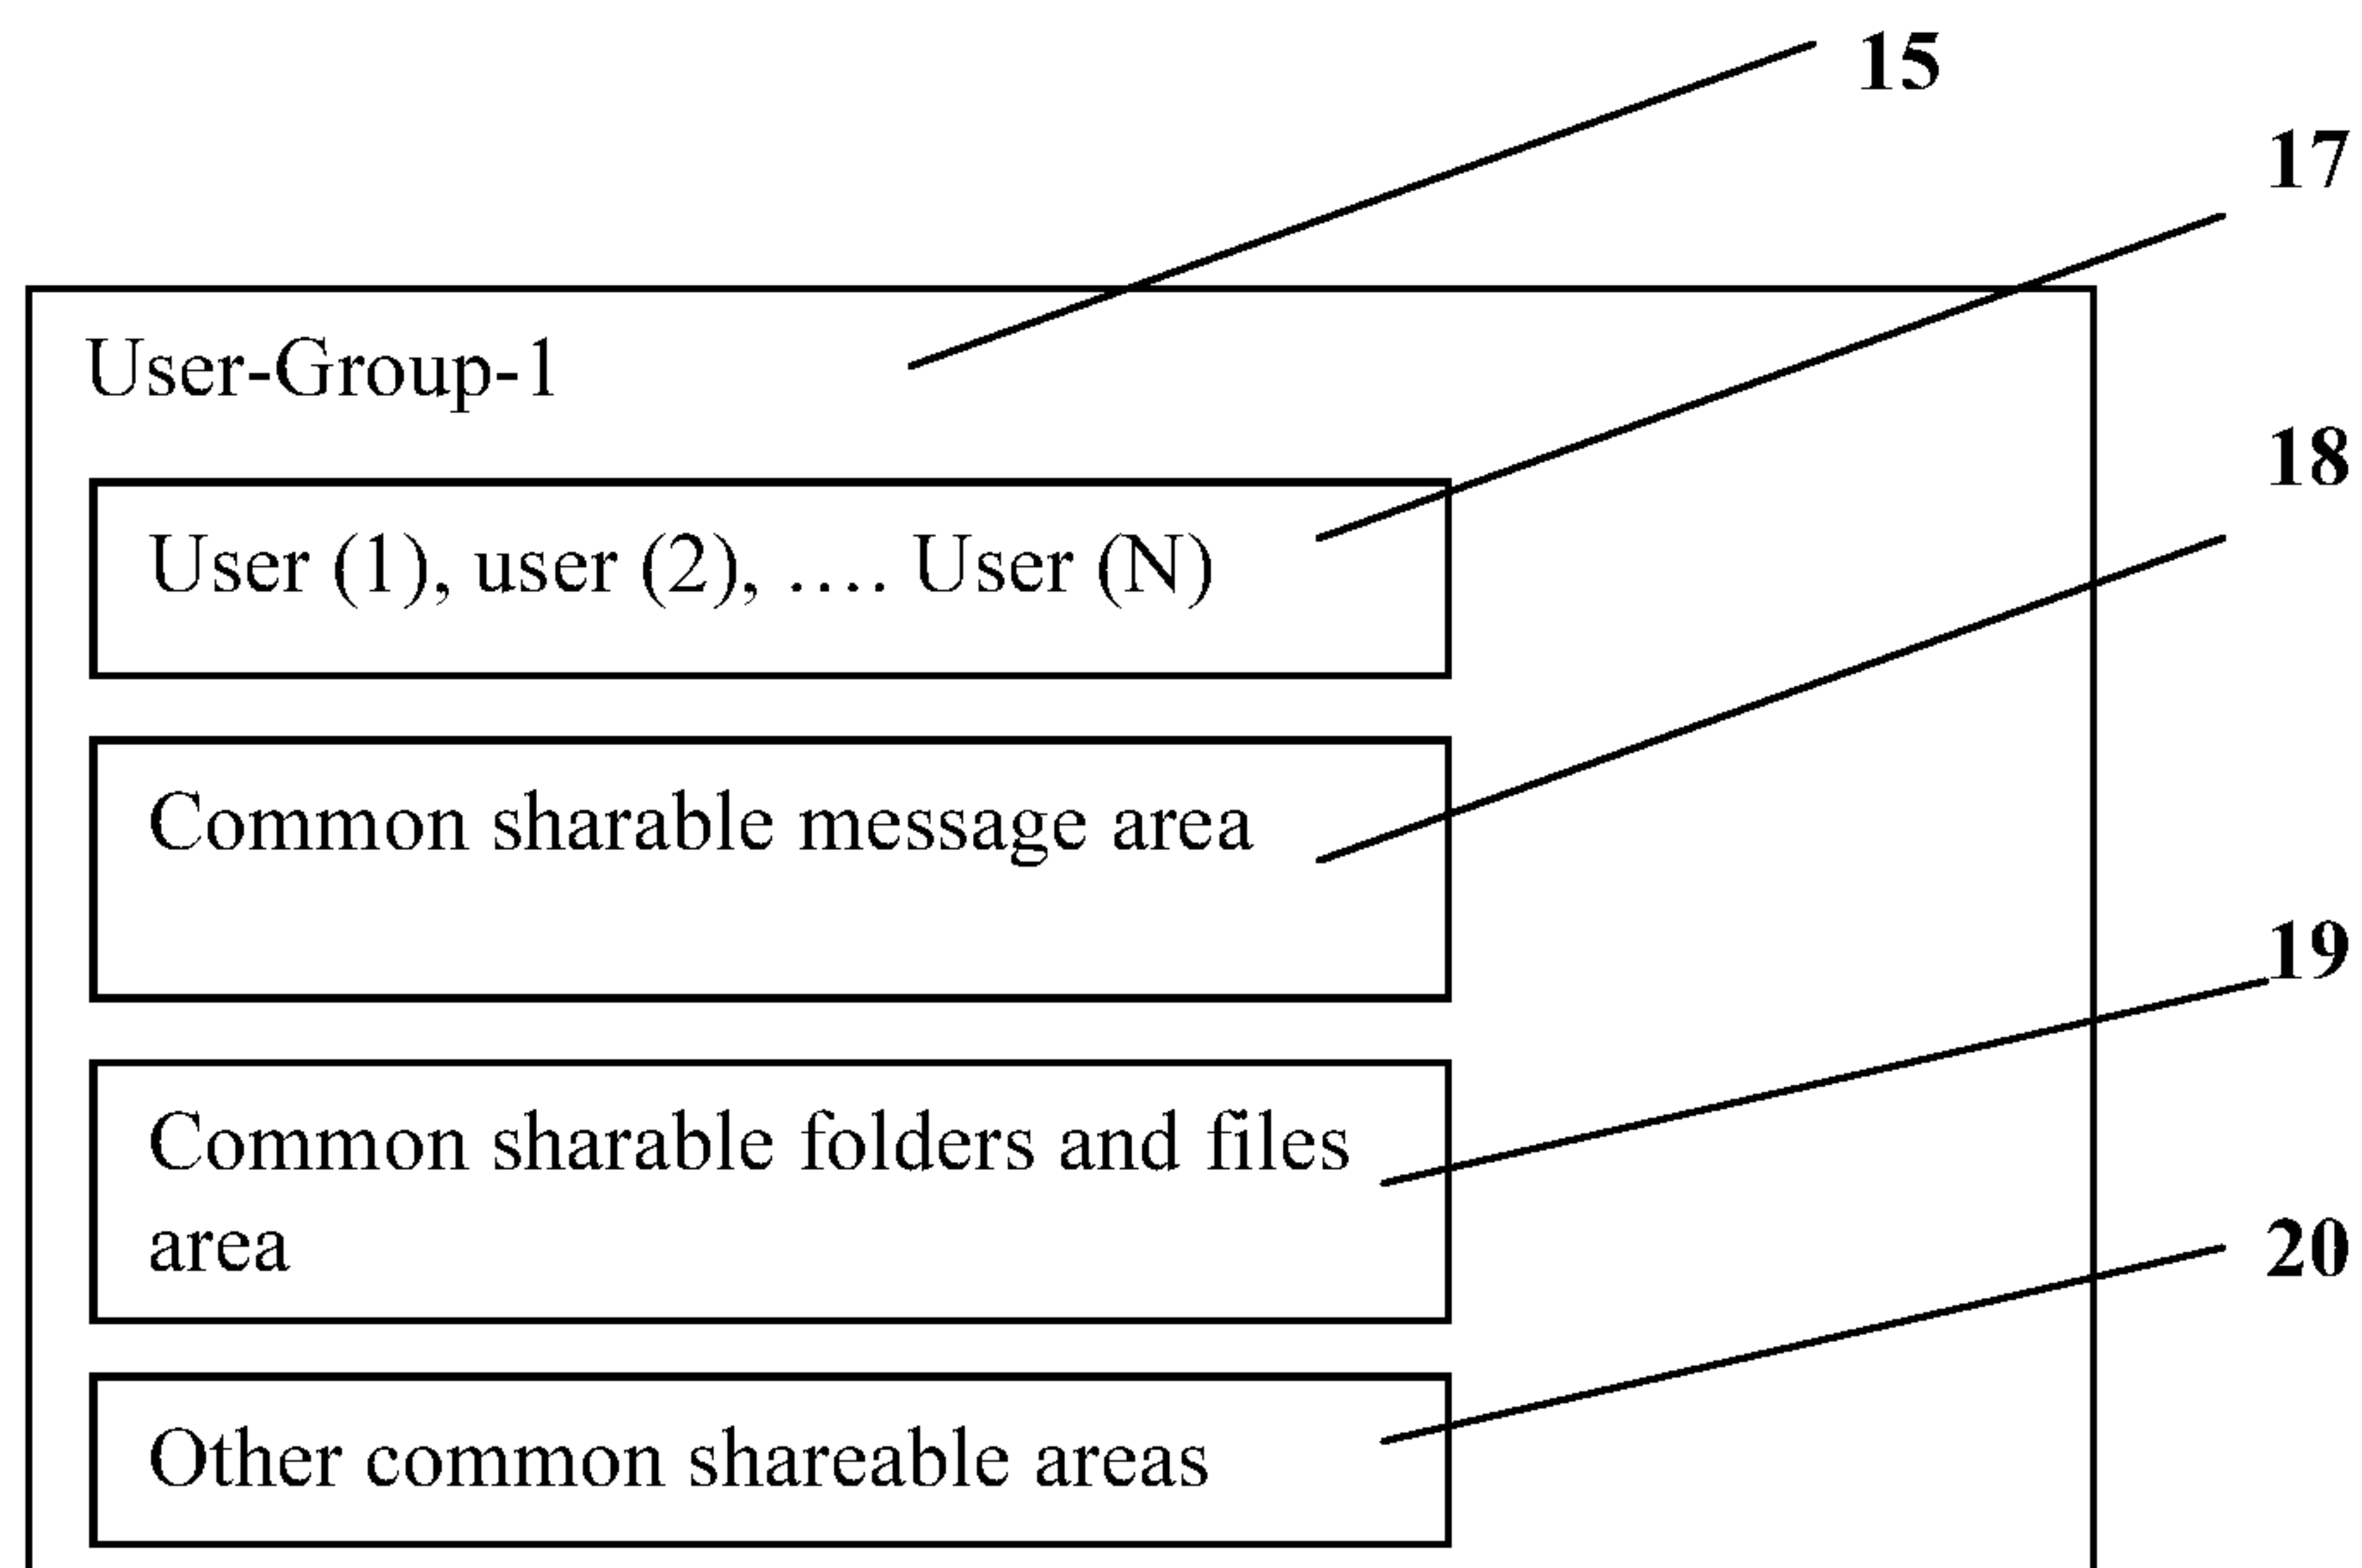 15
17
User-Group-1
18
User (1), user (2), .... User (N)
Common sharable message area
19
Common sharable folders and files
area
20
Other common shareable areas